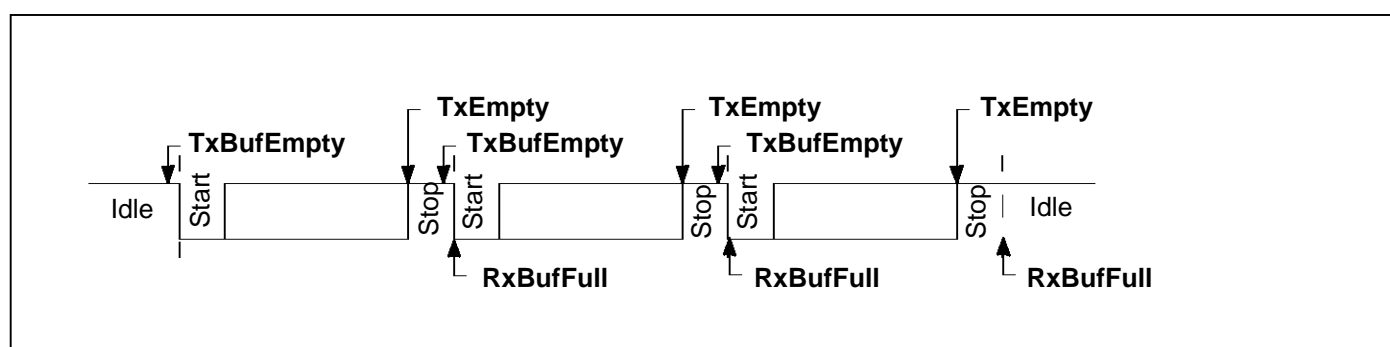 TxEmpty TxEmpty TxEmpty
TxBufEmpty TxBufEmpty TxBufEmpty
Idle Start Stop Start Stop Start Stop Idle
RxBufFull RxBufFull RxBufFull